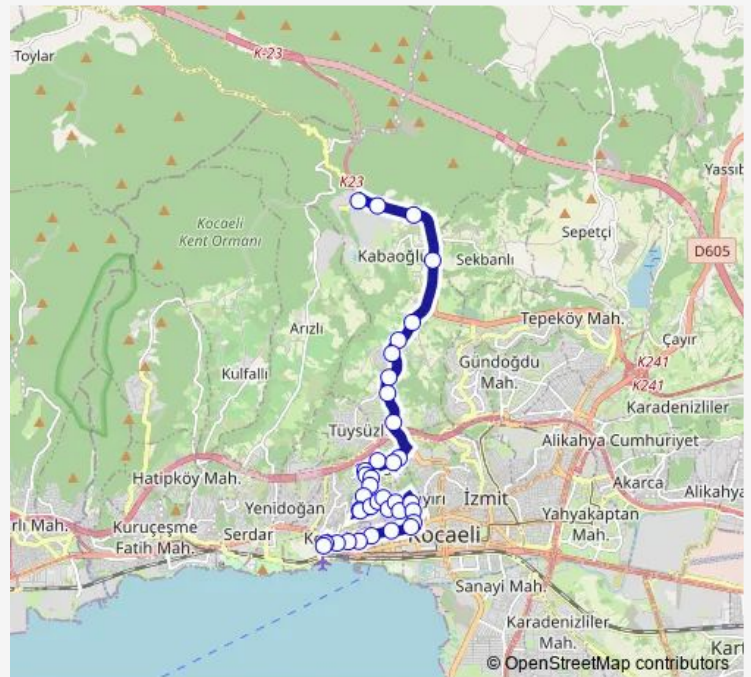 Toylar
K-23
K23
Yassıb
Kocaeli
Kent Ormanı
Sepetçi
D605
Sekbanlı
Arızlı
Tepeköy Mah.
Çayır
Gündoğdu
Mah.
K241
K241
Kulfallı
Karadenizliler
Tüysüzl
Alikahya Cumhuriyet
Hatipköy Mah.
Akarca
Alikahya
Yenidoğan
İzmit
Yahyakaptan
Mah.
rlı Mah.
Kuruçeşme
Fatih Mah.
Serdar
Kocaeli
Sanayi Mah.
Karadenizliler
Mah.
Kart
© OpenStreetMap contributors